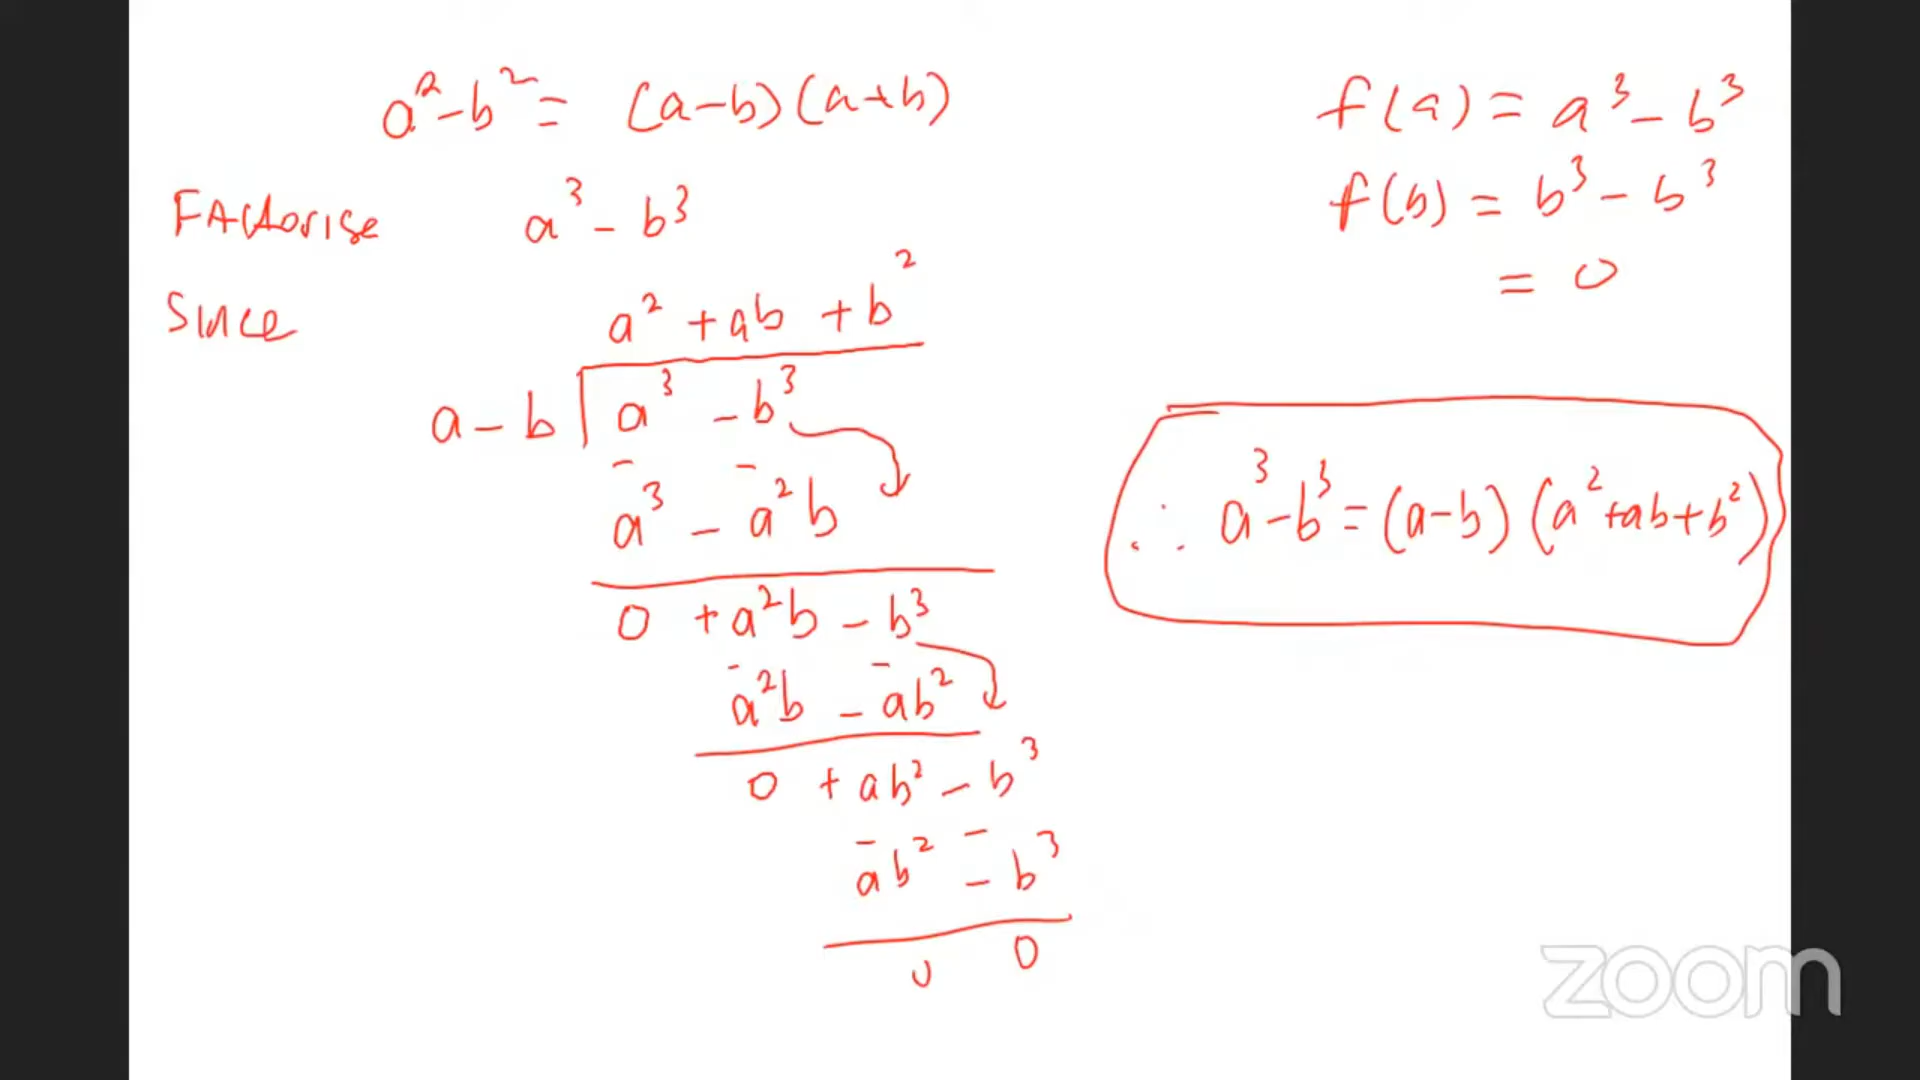 a² - b² = (a-b)(a+b)
FActorise a³ - b³
Since
a² + ab + b²
a - b a³ - b³
a³ - a²b
0 + a²b - b³
a²b - ab²
0 + ab² - b³
ab² - b³
0 0
f(a) = a³ - b³
f(b) = b³ - b³
= 0
∴ a³ - b³ = (a-b)(a² + ab + b²)
zoom